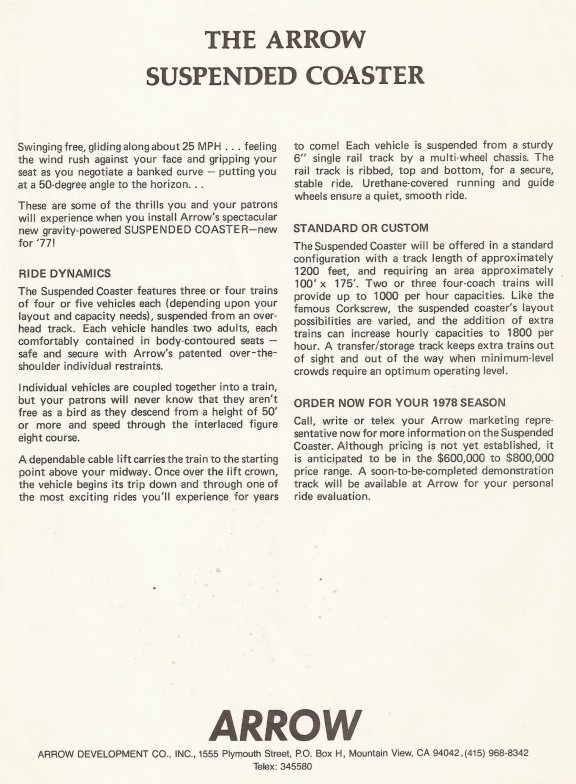 THE ARROW
SUSPENDED COASTER
Swinging free, gliding along about 25 MPH . . . feeling
the wind rush against your face and gripping your
seat as you negotiate a banked curve — putting you
at a 50-degree angle to the horizon. . .
These are some of the thrills you and your patrons
will experience when you install Arrow's spectacular
new gravity-powered SUSPENDED COASTER—new
for '77!
RIDE DYNAMICS
The Suspended Coaster features three or four trains
of four or five vehicles each (depending upon your
layout and capacity needs), suspended from an over-
head track. Each vehicle handles two adults, each
comfortably contained in body-contoured seats —
safe and secure with Arrow's patented over-the-
shoulder individual restraints.
Individual vehicles are coupled together into a train,
but your patrons will never know that they aren't
free as a bird as they descend from a height of 50'
or more and speed through the interlaced figure
eight course.
A dependable cable lift carries the train to the starting
point above your midway. Once over the lift crown,
the vehicle begins its trip down and through one of
the most exciting rides you'll experience for years
to come! Each vehicle is suspended from a sturdy
6'' single rail track by a multi-wheel chassis. The
rail track is ribbed, top and bottom, for a secure,
stable ride. Urethane-covered running and guide
wheels ensure a quiet, smooth ride.
STANDARD OR CUSTOM
The Suspended Coaster will be offered in a standard
configuration with a track length of approximately
1200 feet, and requiring an area approximately
100' x 175'. Two or three four-coach trains will
provide up to 1000 per hour capacities. Like the
famous Corkscrew, the suspended coaster's layout
possibilities are varied, and the addition of extra
trains can increase hourly capacities to 1800 per
hour. A transfer/storage track keeps extra trains out
of sight and out of the way when minimum-level
crowds require an optimum operating level.
ORDER NOW FOR YOUR 1978 SEASON
Call, write or telex your Arrow marketing repre-
sentative now for more information on the Suspended
Coaster. Although pricing is not yet established, it
is anticipated to be in the $600,000 to $800,000
price range. A soon-to-be-completed demonstration
track will be available at Arrow for your personal
ride evaluation.
ARROW
ARROW DEVELOPMENT CO., INC., 1555 Plymouth Street, P.O. Box H, Mountain View, CA 94042, (415) 968-8342
Telex: 345580